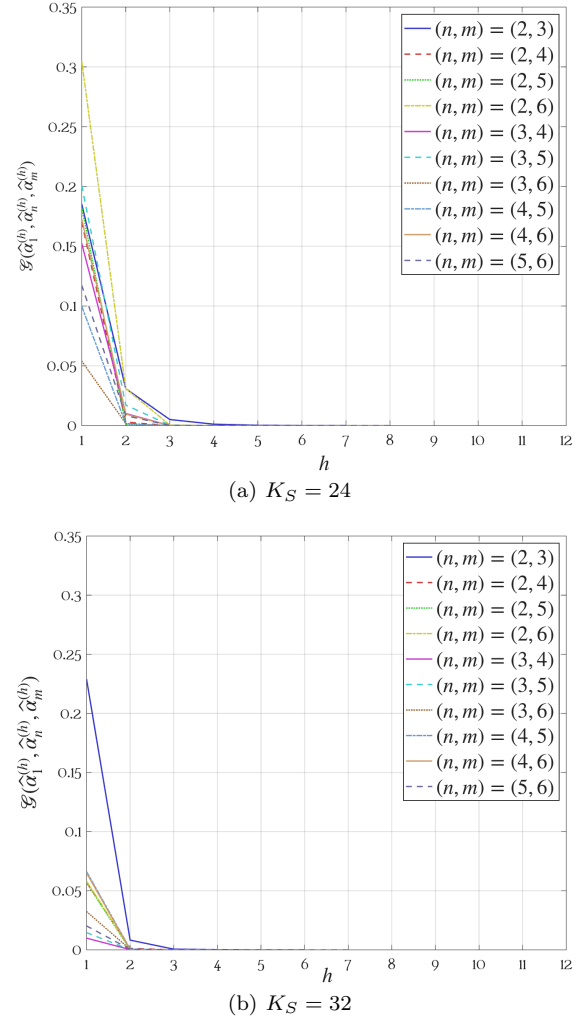 0.35
0.3
0.25
0.2
0.15
0.1
0.05
0
𝒢(α̂₁⁽ʰ⁾, α̂ₙ⁽ʰ⁾, α̂ₘ⁽ʰ⁾)
(n, m) = (2, 3)
(n, m) = (2, 4)
(n, m) = (2, 5)
(n, m) = (2, 6)
(n, m) = (3, 4)
(n, m) = (3, 5)
(n, m) = (3, 6)
(n, m) = (4, 5)
(n, m) = (4, 6)
(n, m) = (5, 6)
1 2 3 4 5 6 7 8 9 10 11 12
h
(a) K_S = 24
0.35
0.3
0.25
0.2
0.15
0.1
0.05
0
𝒢(α̂₁⁽ʰ⁾, α̂ₙ⁽ʰ⁾, α̂ₘ⁽ʰ⁾)
(n, m) = (2, 3)
(n, m) = (2, 4)
(n, m) = (2, 5)
(n, m) = (2, 6)
(n, m) = (3, 4)
(n, m) = (3, 5)
(n, m) = (3, 6)
(n, m) = (4, 5)
(n, m) = (4, 6)
(n, m) = (5, 6)
1 2 3 4 5 6 7 8 9 10 11 12
h
(b) K_S = 32